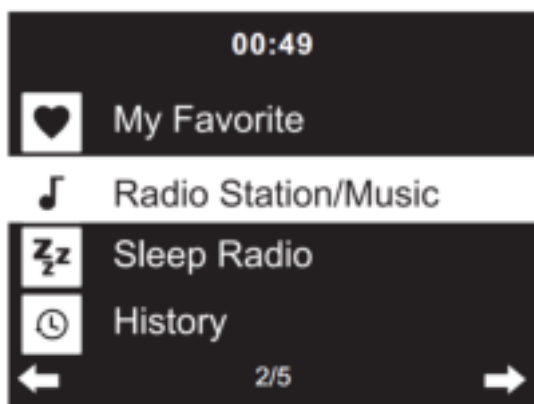 00:49
My Favorite
Radio Station/Music
Sleep Radio
History
2/5